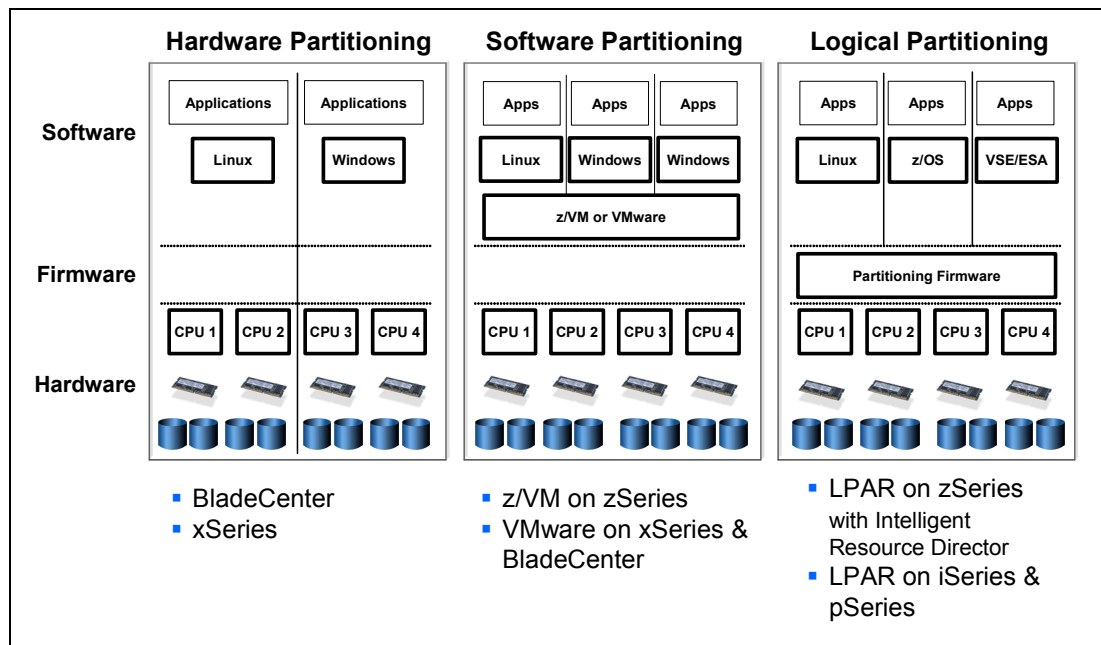 Hardware Partitioning
Software Partitioning
Logical Partitioning
Software
Applications
Applications
Linux
Windows
Apps
Apps
Apps
Linux
Windows
Windows
z/VM or VMware
Apps
Apps
Apps
Linux
z/OS
VSE/ESA
Firmware
Partitioning Firmware
Hardware
CPU 1
CPU 2
CPU 3
CPU 4
CPU 1
CPU 2
CPU 3
CPU 4
CPU 1
CPU 2
CPU 3
CPU 4
▪ BladeCenter
▪ xSeries
▪ z/VM on zSeries
▪ VMware on xSeries &
BladeCenter
▪ LPAR on zSeries
with Intelligent
Resource Director
▪ LPAR on iSeries &
pSeries